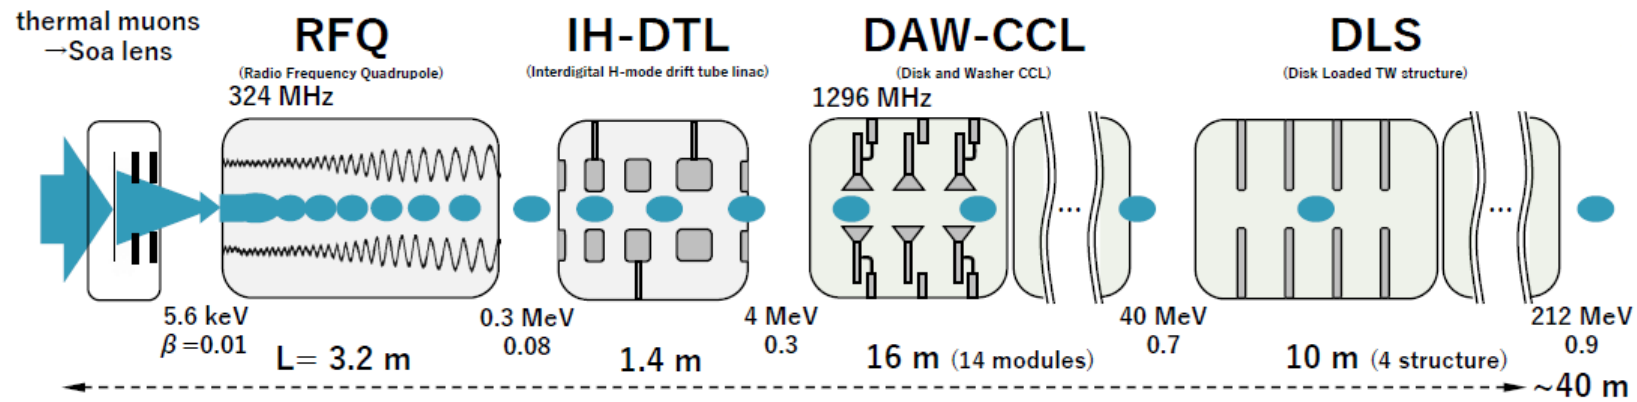 thermal muons
→Soa lens
RFQ
(Radio Frequency Quadrupole)
324 MHz
IH-DTL
(Interdigital H-mode drift tube linac)
DAW-CCL
(Disk and Washer CCL)
1296 MHz
DLS
(Disk Loaded TW structure)
...
...
5.6 keV
β=0.01
L= 3.2 m
0.3 MeV
0.08
1.4 m
4 MeV
0.3
16 m (14 modules)
40 MeV
0.7
10 m (4 structure)
212 MeV
0.9
~40 m